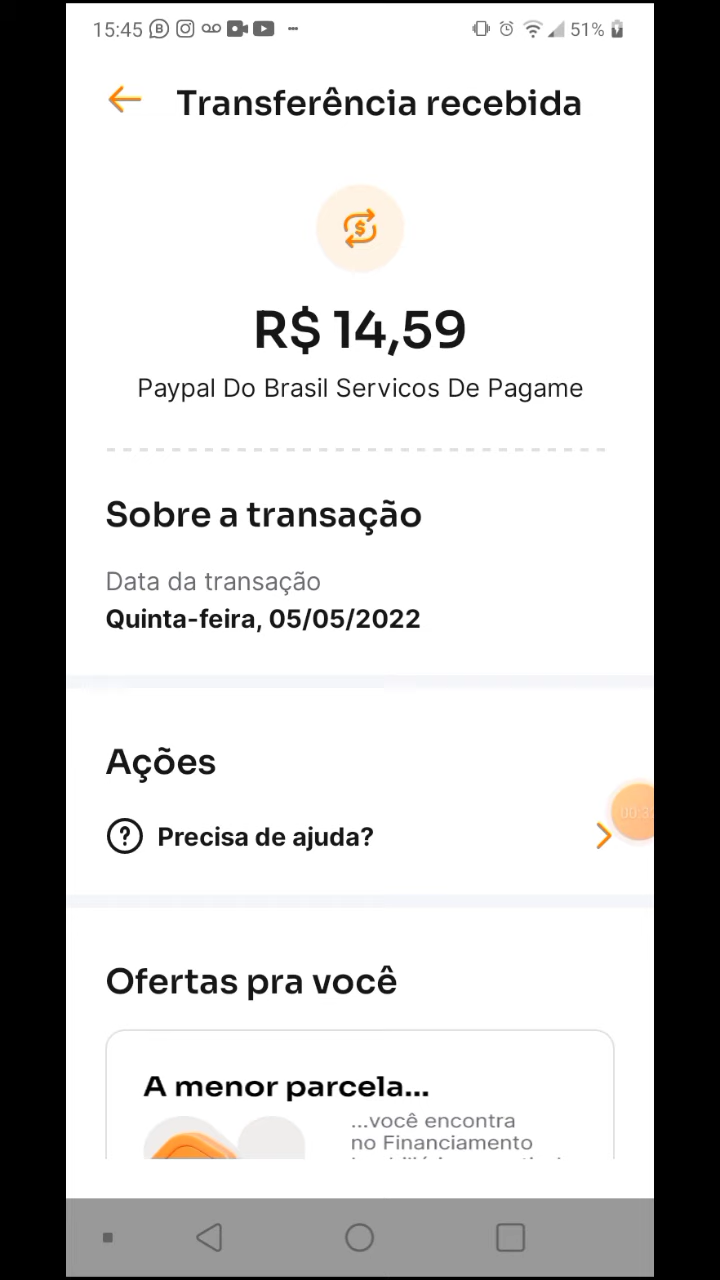 15:45 51%
Transferência recebida
R$ 14,59
Paypal Do Brasil Servicos De Pagame
Sobre a transação
Data da transação
Quinta-feira, 05/05/2022
Ações
Precisa de ajuda?
Ofertas pra você
A menor parcela...
...você encontra
no Financiamento